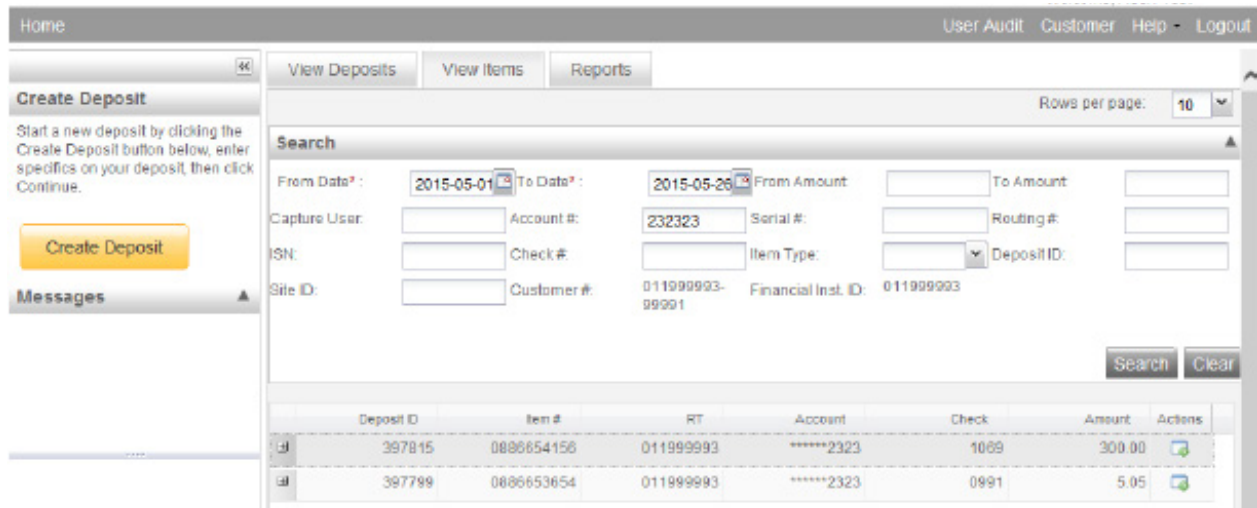 Home User Audit Customer Help Logout
View Deposits View Items Reports
Create Deposit
Rows per page: 10
Start a new deposit by clicking the
Create Deposit button below, enter
specifics on your deposit, then click
Continue.
Create Deposit
Messages
Search
From Date* : 2015-05-01 To Date* : 2015-05-26 From Amount: To Amount:
Capture User: Account #: 232323 Serial #: Routing #:
ISN: Check #: Item Type: Deposit ID:
Site ID: Customer #: 011999993- Financial Inst. ID: 011999993
99991
Search Clear
Deposit ID Item # RT Account Check Amount Actions
397815 0886654156 011999993 ******2323 1069 300.00
397799 0886653654 011999993 ******2323 0991 5.05